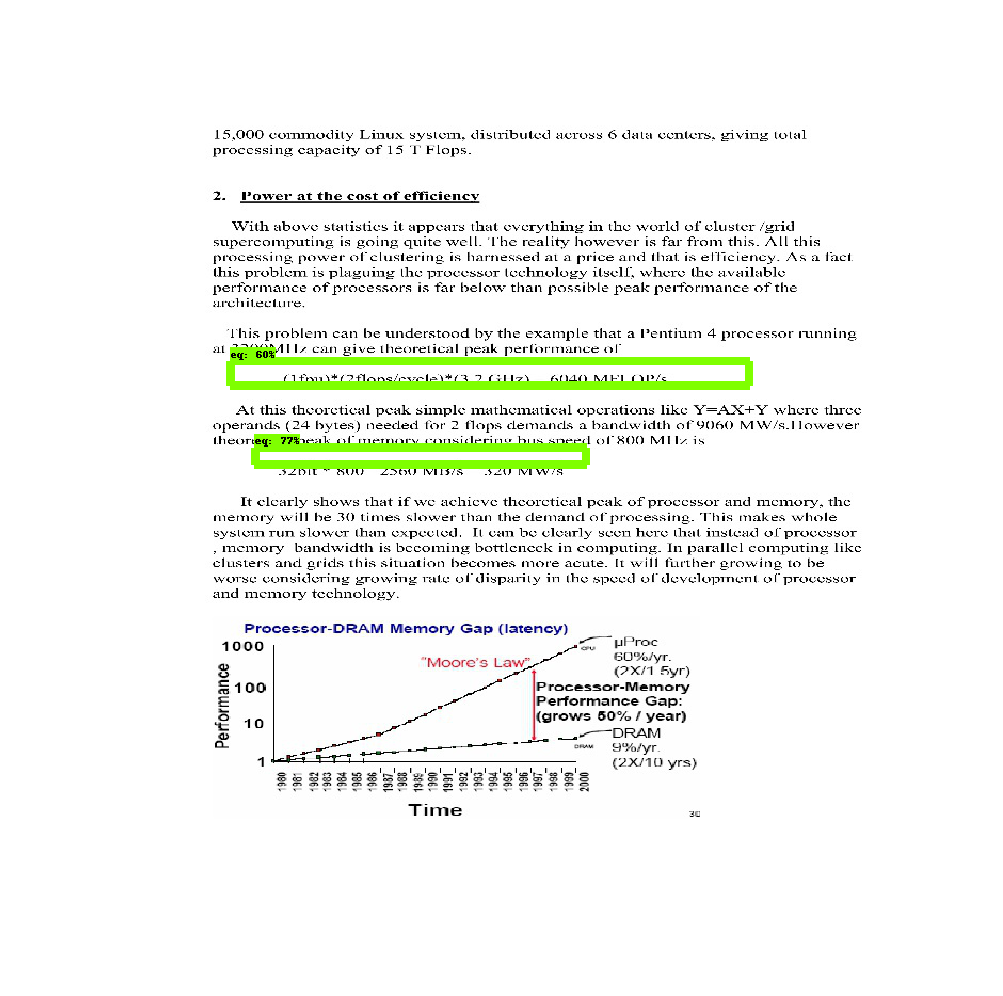 15,000 commodity Linux system, distributed across 6 data centers, giving total
processing capacity of 15 T Flops.
2. Power at the cost of efficiency
With above statistics it appears that everything in the world of cluster /grid
supercomputing is going quite well. The reality however is far from this. All this
processing power of clustering is harnessed at a price and that is efficiency. As a fact
this problem is plaguing the processor technology itself, where the available
performance of processors is far below than possible peak performance of the
architecture.
This problem can be understood by the example that a Pentium 4 processor running
at 3200MHz can give theoretical peak performance of
eq: 60%
(1fpu)*(2flops/cycle)*(3.2 GHz) 6040 MFLOP/s
At this theoretical peak simple mathematical operations like Y=AX+Y where three
operands (24 bytes) needed for 2 flops demands a bandwidth of 9060 MW/s.However
eq: 77% peak of memory considering bus speed of 800 MHz is
32bit * 800 2560 MB/s 320 MW/s
It clearly shows that if we achieve theoretical peak of processor and memory, the
memory will be 30 times slower than the demand of processing. This makes whole
system run slower than expected. It can be clearly seen here that instead of processor
, memory bandwidth is becoming bottleneck in computing. In parallel computing like
clusters and grids this situation becomes more acute. It will further growing to be
worse considering growing rate of disparity in the speed of development of processor
and memory technology.
Processor-DRAM Memory Gap (latency)
1000
100
10
1
Performance
"Moore's Law"
CPU
µProc
60%/yr.
(2X/1.5yr)
Processor-Memory
Performance Gap:
(grows 50% / year)
DRAM
DRAM
9%/yr.
(2X/10 yrs)
1980 1981 1982 1983 1984 1985 1986 1987 1988 1989 1990 1991 1992 1993 1994 1995 1996 1997 1998 1999 2000
Time
30